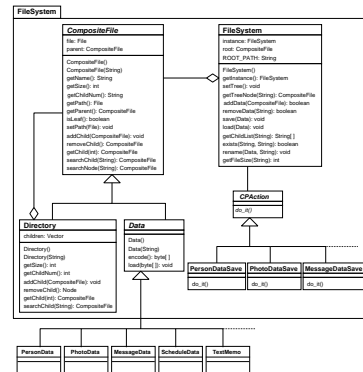 FileSystem
CompositeFile
file: File
parent: CompositeFile
CompositeFile()
CompositeFile(String)
getName(): String
getSize(): int
getChildNum(): String
getPath(): File
getParent(): CompositeFile
isLeaf(): boolean
setPath(File): void
addChild(CompositeFile): void
removeChild(): CompositeFile
getChild(int): CompositeFile
searchChild(String): CompositeFile
searchNode(String): CompositeFile
FileSystem
instance: FileSystem
root: CompositeFile
ROOT_PATH: String
FileSystem()
getInstance(): FileSystem
setTree(): void
getTreeNode(String): CompositeFile
addData(CompositeFile): boolean
removeData(String): boolean
save(Data): void
load(Data): void
getChildList(String): String[ ]
exists(String, String): boolean
rename(Data, String): void
getFileSize(String): int
CPAction
do_it()
Directory
children: Vector
Directory()
Directory(String)
getSize(): int
getChildNum(): int
addChild(CompositeFile): void
removeChild(): Node
getChild(int): CompositeFile
searchChild(String): CompositeFile
Data
Data()
Data(String)
encode(): byte[ ]
load(byte[ ]): void
PersonDataSave
do_it()
PhotoDataSave
do_it()
MessageDataSave
do_it()
PersonData
PhotoData
MessageData
ScheduleData
TextMemo